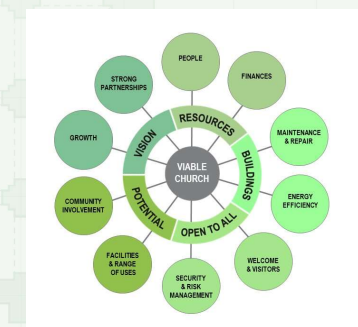 PEOPLE
STRONG
PARTNERSHIPS
FINANCES
RESOURCES
GROWTH
VISION
MAINTENANCE
& REPAIR
VIABLE
CHURCH
BUILDINGS
COMMUNITY
INVOLVEMENT
ENERGY
EFFICIENCY
POTENTIAL
OPEN TO ALL
FACILITIES
& RANGE
OF USES
WELCOME
& VISITORS
SECURITY
& RISK
MANAGEMENT